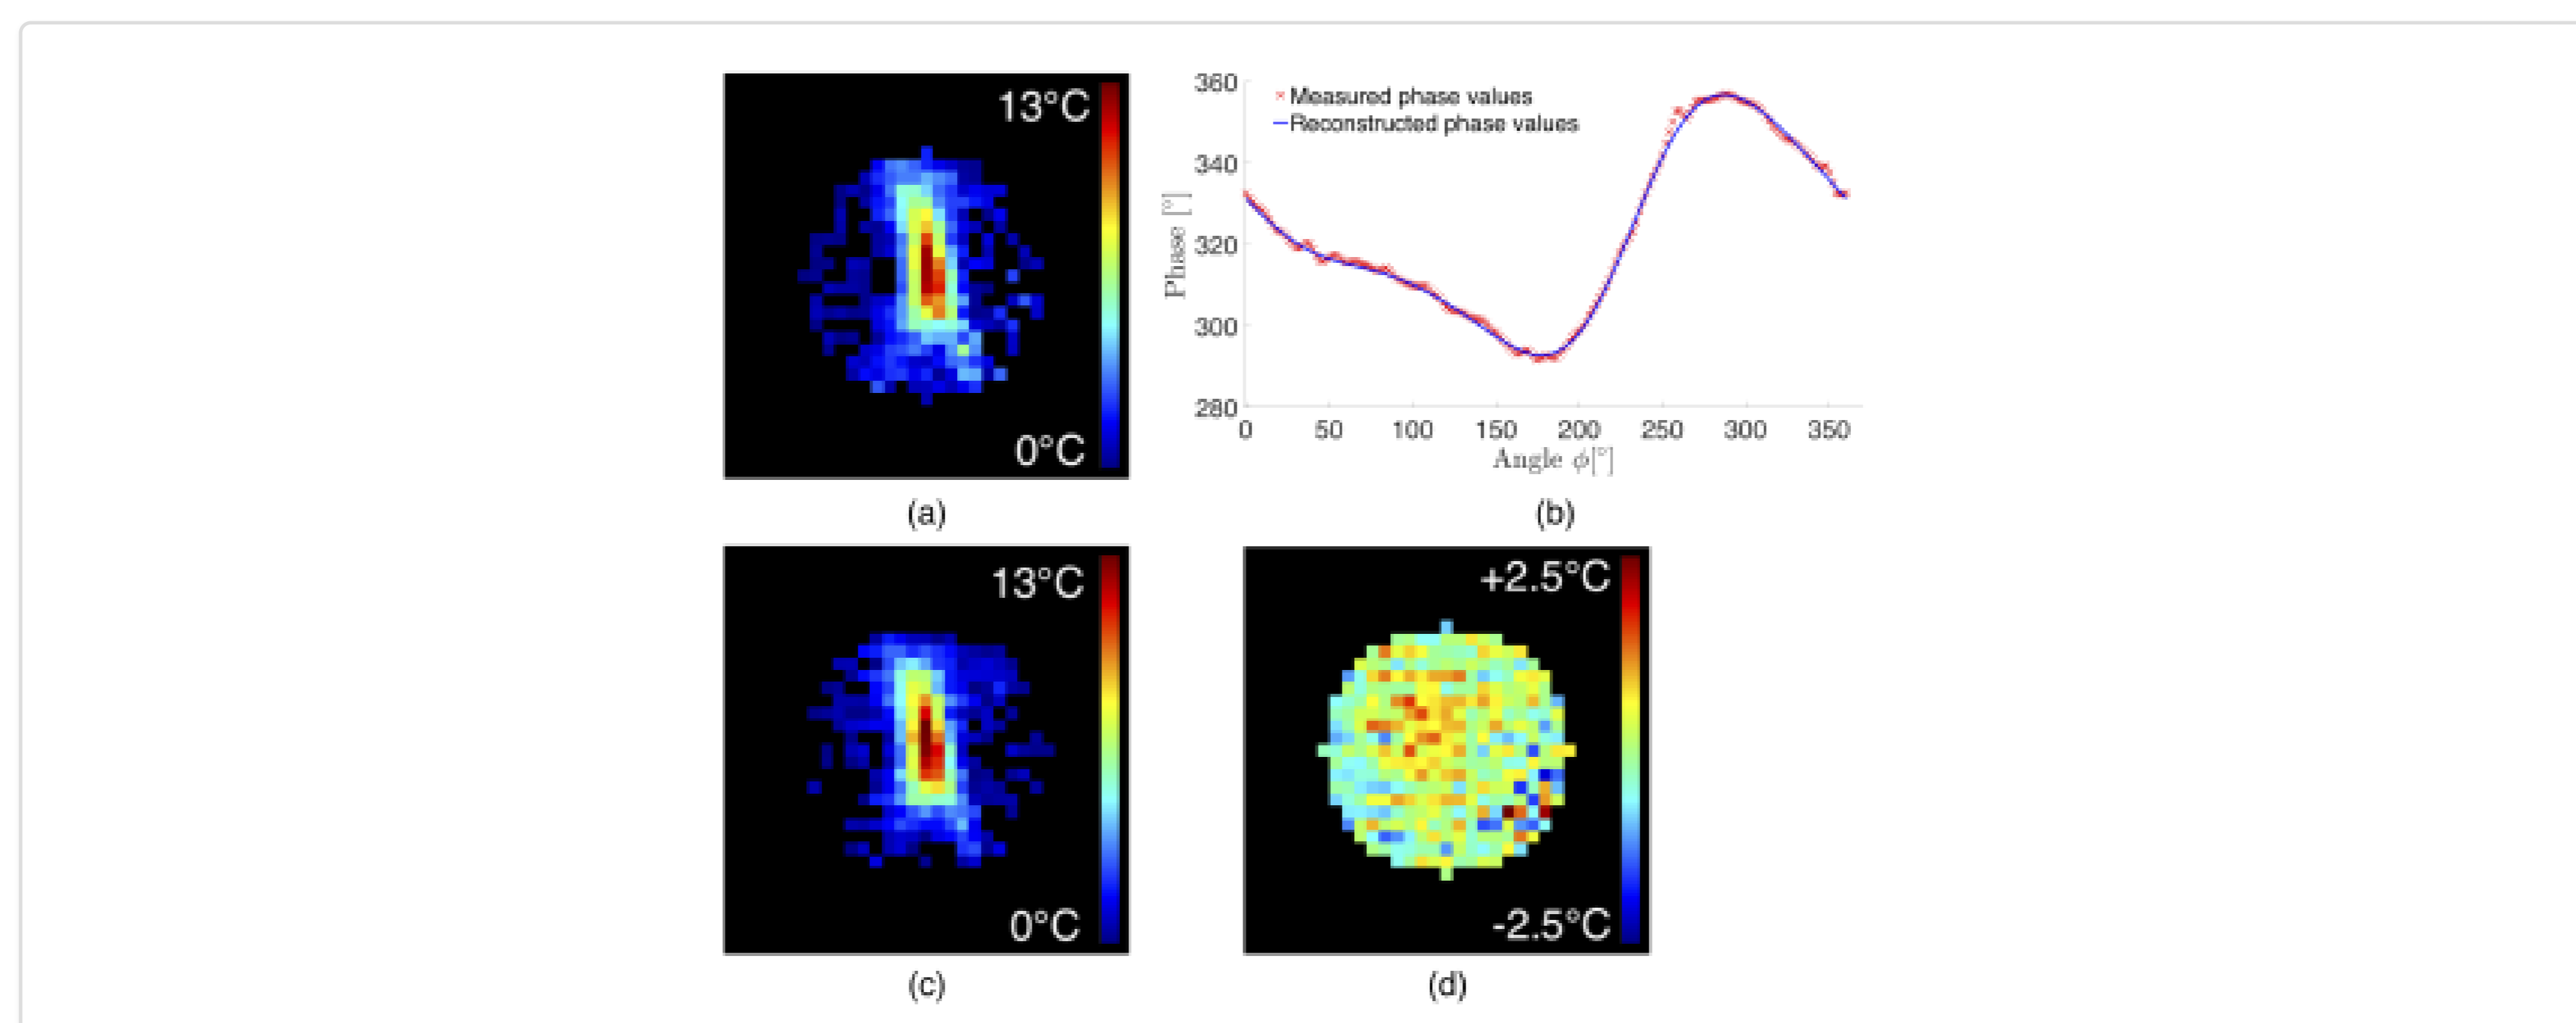 13°C
0°C
(a)
360
340
320
300
280
Phase [°]
Measured phase values
Reconstructed phase values
0 50 100 150 200 250 300 350
Angle ϕ[°]
(b)
13°C
0°C
(c)
+2.5°C
-2.5°C
(d)